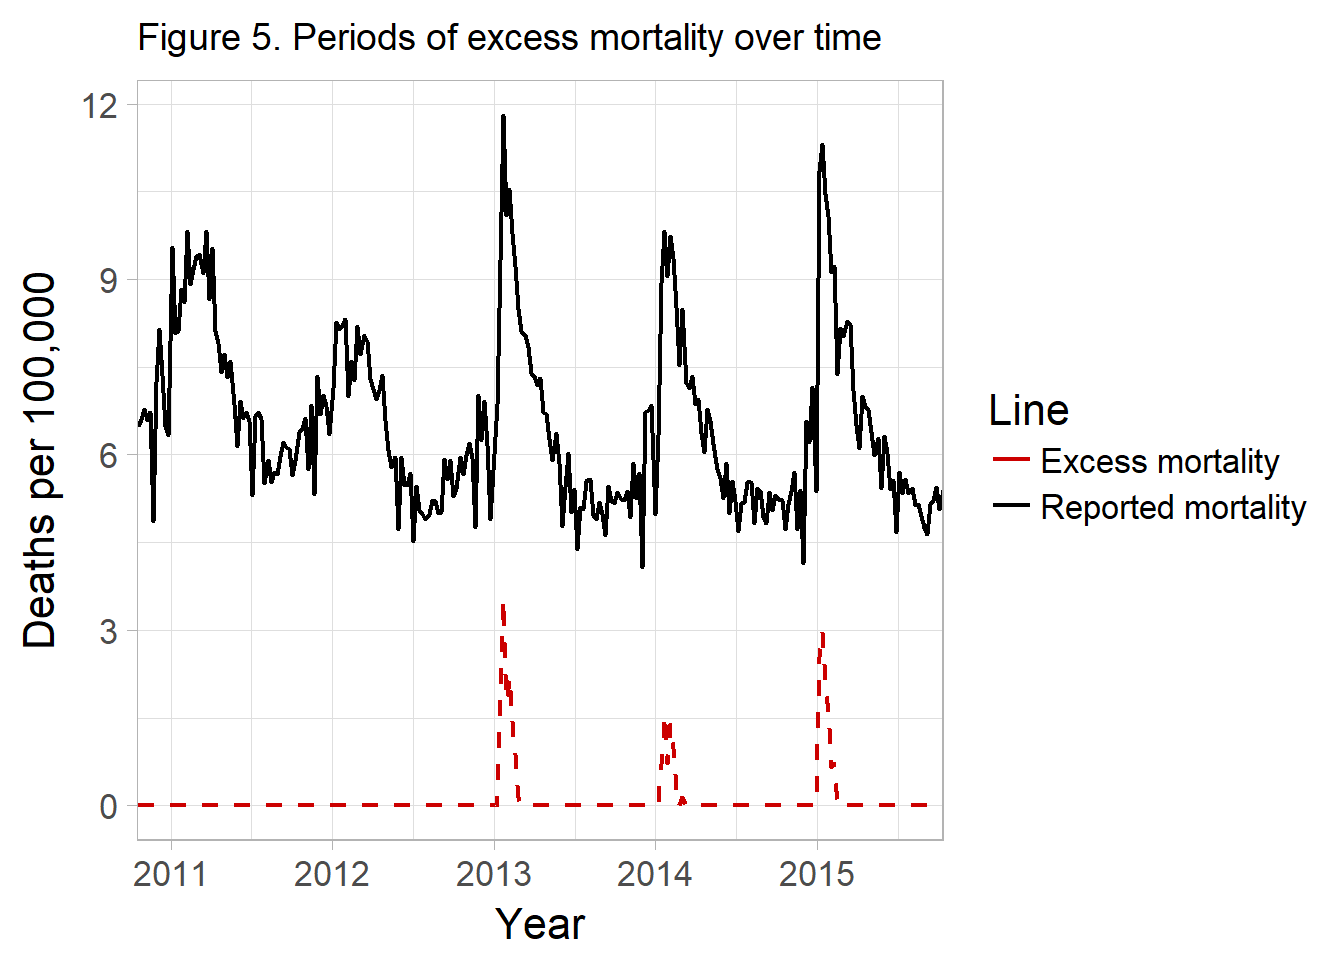 Figure 5. Periods of excess mortality over time
12
9
6
3
0
Deaths per 100,000
2011
2012
2013
2014
2015
Year
Line
Excess mortality
Reported mortality